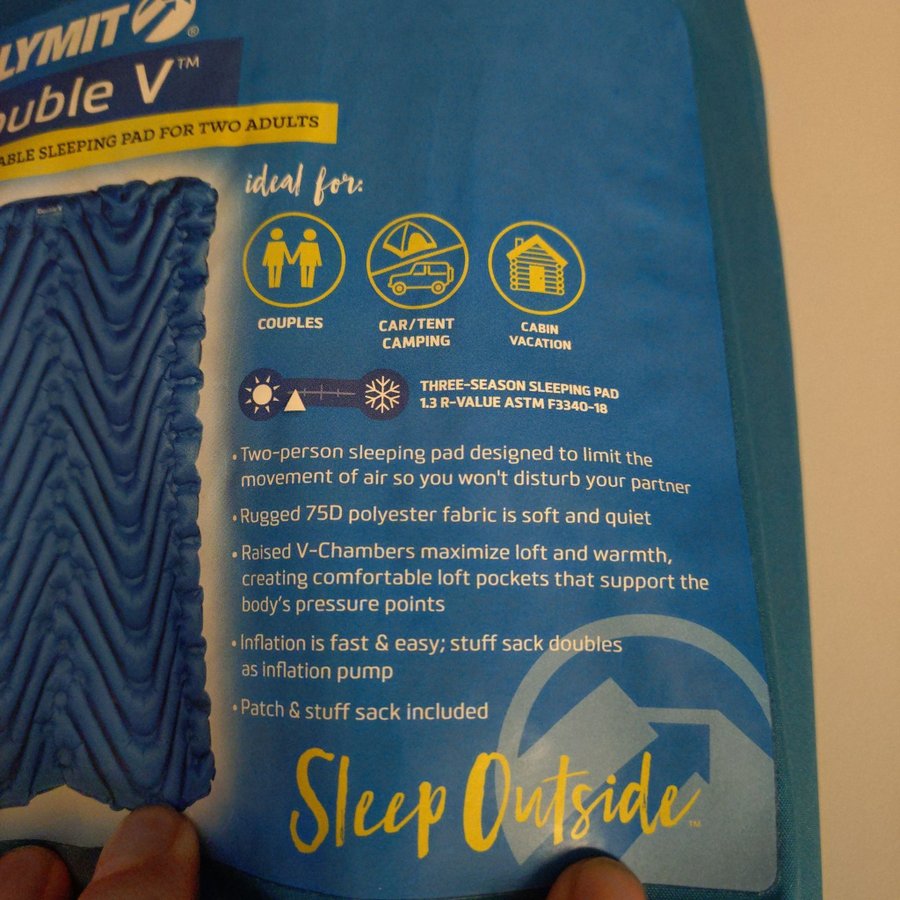 LYMIT ®
ouble V™
ABLE SLEEPING PAD FOR TWO ADULTS
ideal for:
COUPLES
CAR/TENT
CAMPING
CABIN
VACATION
THREE-SEASON SLEEPING PAD
1.3 R-VALUE ASTM F3340-18
• Two-person sleeping pad designed to limit the
movement of air so you won't disturb your partner
• Rugged 75D polyester fabric is soft and quiet
• Raised V-Chambers maximize loft and warmth,
creating comfortable loft pockets that support the
body's pressure points
• Inflation is fast & easy; stuff sack doubles
as inflation pump
• Patch & stuff sack included
Sleep Outside™